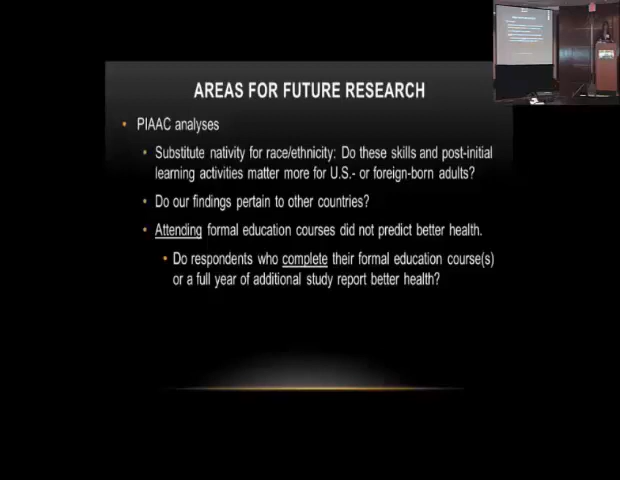 AREAS FOR FUTURE RESEARCH
• PIAAC analyses
• Substitute nativity for race/ethnicity: Do these skills and post-initial
learning activities matter more for U.S.- or foreign-born adults?
• Do our findings pertain to other countries?
• Attending formal education courses did not predict better health.
• Do respondents who complete their formal education course(s)
or a full year of additional study report better health?